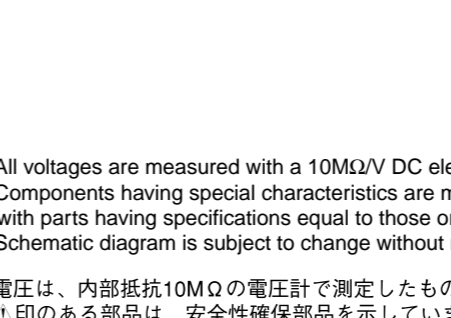 All voltages are measured with a 10MΩ/V DC ele
Components having special characteristics are m
with parts having specifications equal to those or
Schematic diagram is subject to change without
電圧は、内部抵抗10MΩの電圧計で測定したもの
⚠印のある部品は、安全性確保部品を示していま